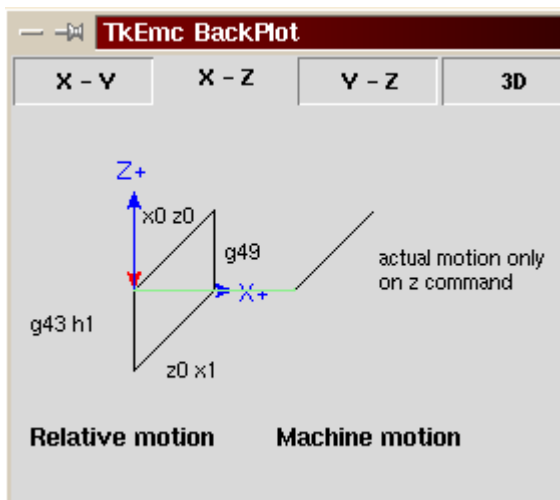 TkEmc BackPlot
X - Y
X - Z
Y - Z
3D
Z+
x0 z0
g49
actual motion only
on z command
X+
g43 h1
z0 x1
Relative motion
Machine motion